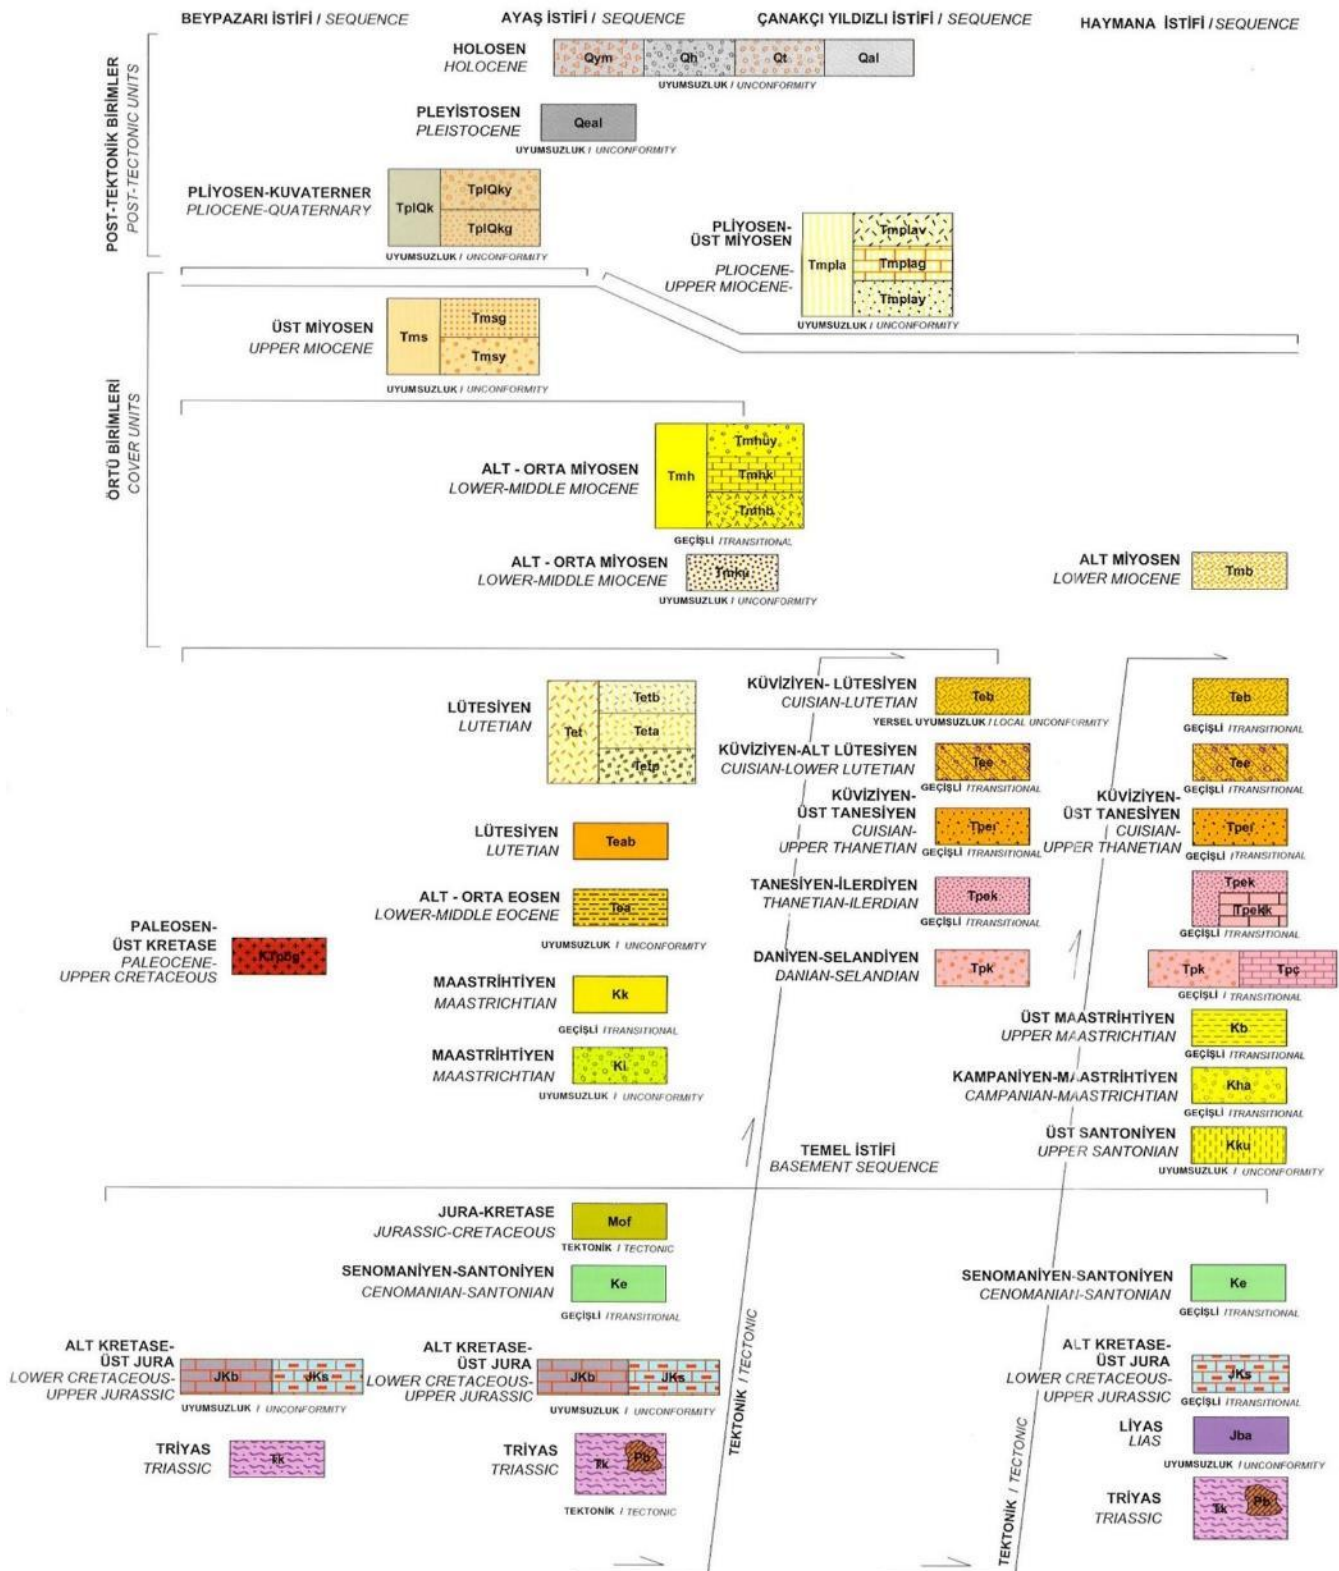 BEYPAZARI İSTİFİ / SEQUENCE
AYAŞ İSTİFİ / SEQUENCE
ÇANAKÇI YILDIZLI İSTİFİ / SEQUENCE
HAYMANA İSTİFİ / SEQUENCE
POST-TEKTONİK BİRİMLER
POST-TECTONIC UNITS
HOLOSEN
HOLOCENE
Qym Qh Qt Qal
UYUMSUZLUK / UNCONFORMITY
PLEYİSTOSEN
PLEISTOCENE
Qeal
UYUMSUZLUK / UNCONFORMITY
PLİYOSEN-KUVATERNER
PLIOCENE-QUATERNARY
TplQk
TplQky
TplQkg
UYUMSUZLUK / UNCONFORMITY
PLİYOSEN-
ÜST MİYOSEN
PLIOCENE-
UPPER MIOCENE-
Tmpla
Tmplav
Tmplag
Tmplay
UYUMSUZLUK / UNCONFORMITY
ÖRTÜ BİRİMLERİ
COVER UNITS
ÜST MİYOSEN
UPPER MIOCENE
Tms
Tmsg
Tmsy
UYUMSUZLUK / UNCONFORMITY
ALT - ORTA MİYOSEN
LOWER-MIDDLE MIOCENE
Tmh
Tmhüy
Tmhk
Tmhb
GEÇİŞLİ /TRANSITIONAL
ALT - ORTA MİYOSEN
LOWER-MIDDLE MIOCENE
Tmkü
UYUMSUZLUK / UNCONFORMITY
ALT MİYOSEN
LOWER MIOCENE
Tmb
LÜTESİYEN
LUTETIAN
Tet
Tetb
Teta
Tetp
KÜVİZİYEN- LÜTESİYEN
CUISIAN-LUTETIAN
Teb
YERSEL UYUMSUZLUK / LOCAL UNCONFORMITY
Teb
GEÇİŞLİ /TRANSITIONAL
KÜVİZİYEN-ALT LÜTESİYEN
CUISIAN-LOWER LUTETIAN
Tee
GEÇİŞLİ /TRANSITIONAL
Tee
GEÇİŞLİ /TRANSITIONAL
LÜTESİYEN
LUTETIAN
Teab
KÜVİZİYEN-
ÜST TANESİYEN
CUISIAN-
UPPER THANETIAN
Tpeı
GEÇİŞLİ /TRANSITIONAL
KÜVİZİYEN-
ÜST TANESİYEN
CUISIAN-
UPPER THANETIAN
Tpeı
GEÇİŞLİ /TRANSITIONAL
ALT - ORTA EOSEN
LOWER-MIDDLE EOCENE
Tea
UYUMSUZLUK / UNCONFORMITY
TANESİYEN-İLERDİYEN
THANETIAN-ILERDIAN
Tpek
GEÇİŞLİ /TRANSITIONAL
Tpek
Tpekk
GEÇİŞLİ /TRANSITIONAL
PALEOSEN-
ÜST KRETASE
PALEOCENE-
UPPER CRETACEOUS
KTpbg
MAASTRİHTİYEN
MAASTRICHTIAN
Kk
GEÇİŞLİ /TRANSITIONAL
DANİYEN-SELANDİYEN
DANIAN-SELANDIAN
Tpk
Tpk Tpç
GEÇİŞLİ / TRANSITIONAL
MAASTRİHTİYEN
MAASTRICHTIAN
Ki
UYUMSUZLUK / UNCONFORMITY
ÜST MAASTRİHTİYEN
UPPER MAASTRICHTIAN
Kb
GEÇİŞLİ /TRANSITIONAL
KAMPANİYEN-MAASTRİHTİYEN
CAMPANIAN-MAASTRICHTIAN
Kha
GEÇİŞLİ /TRANSITIONAL
ÜST SANTONİYEN
UPPER SANTONIAN
Kku
UYUMSUZLUK / UNCONFORMITY
TEMEL İSTİFİ
BASEMENT SEQUENCE
JURA-KRETASE
JURASSIC-CRETACEOUS
Mof
TEKTONİK / TECTONIC
SENOMANİYEN-SANTONİYEN
CENOMANIAN-SANTONIAN
Ke
GEÇİŞLİ /TRANSITIONAL
SENOMANİYEN-SANTONİYEN
CENOMANIAN-SANTONIAN
Ke
GEÇİŞLİ /TRANSITIONAL
ALT KRETASE-
ÜST JURA
LOWER CRETACEOUS-
UPPER JURASSIC
JKb JKs
UYUMSUZLUK / UNCONFORMITY
ALT KRETASE-
ÜST JURA
LOWER CRETACEOUS-
UPPER JURASSIC
JKb JKs
UYUMSUZLUK / UNCONFORMITY
ALT KRETASE-
ÜST JURA
LOWER CRETACEOUS-
UPPER JURASSIC
JKs
GEÇİŞLİ /TRANSITIONAL
LİYAS
LIAS
Jba
UYUMSUZLUK / UNCONFORMITY
TRİYAS
TRIASSIC
Tk
TRİYAS
TRIASSIC
Tk Pb
TEKTONİK / TECTONIC
TRİYAS
TRIASSIC
Tk Pb
TEKTONİK / TECTONIC
TEKTONİK / TECTONIC